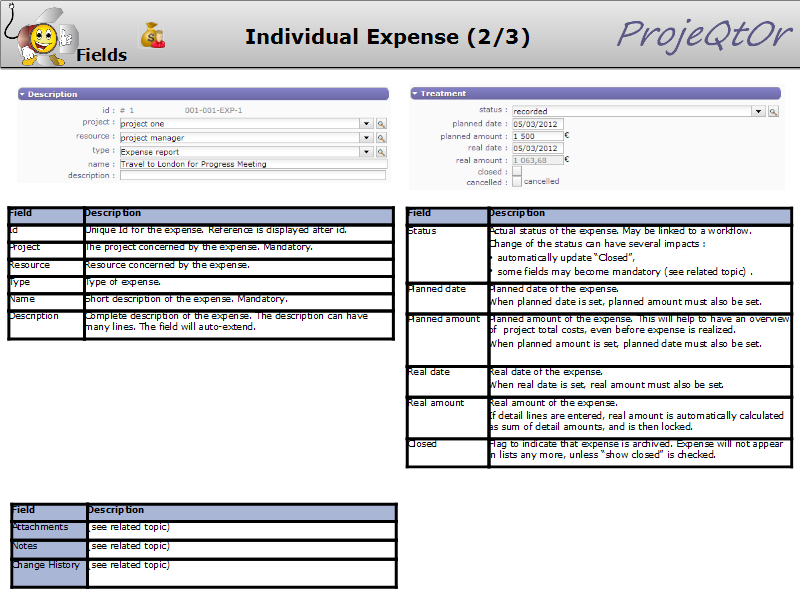 Fields
Individual Expense (2/3)
ProjeQtOr
Description
id : # 1 001-001-EXP-1
project : project one
resource : project manager
type : Expense report
name : Travel to London for Progress Meeting
description :
Treatment
status : recorded
planned date : 05/03/2012
planned amount : 1 500 €
real date : 05/03/2012
real amount : 1 063,68 €
closed :
cancelled : cancelled
Field Description
Id Unique Id for the expense. Reference is displayed after id.
Project The project concerned by the expense. Mandatory.
Resource Resource concerned by the expense.
Type Type of expense.
Name Short description of the expense. Mandatory.
Description Complete description of the expense. The description can have
many lines. The field will auto-extend.
Field Description
Status Actual status of the expense. May be linked to a workflow.
Change of the status can have several impacts :
• automatically update “Closed”,
• some fields may become mandatory (see related topic) .
Planned date Planned date of the expense.
When planned date is set, planned amount must also be set.
Planned amount Planned amount of the expense. This will help to have an overview
of project total costs, even before expense is realized.
When planned amount is set, planned date must also be set.
Real date Real date of the expense.
When real date is set, real amount must also be set.
Real amount Real amount of the expense.
If detail lines are entered, real amount is automatically calculated
as sum of detail amounts, and is then locked.
Closed Flag to indicate that expense is archived. Expense will not appear
in lists any more, unless “show closed” is checked.
Field Description
Attachments (see related topic)
Notes (see related topic)
Change History (see related topic)